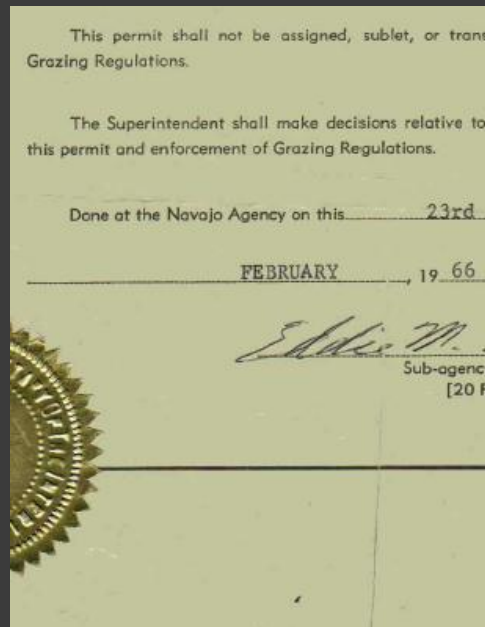 This permit shall not be assigned, sublet, or trans
Grazing Regulations.
The Superintendent shall make decisions relative to
this permit and enforcement of Grazing Regulations.
Done at the Navajo Agency on this 23rd
FEBRUARY, 19 66
Eddie M.
Sub-agenc
[20 F